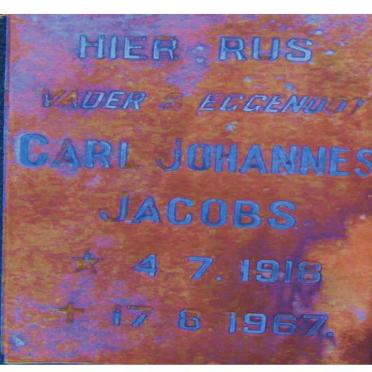 HIER RUS
VADER & EGGENOOT
CARL JOHANNES
JACOBS
☆ 4 7. 1918
✝ 17 6. 1967.